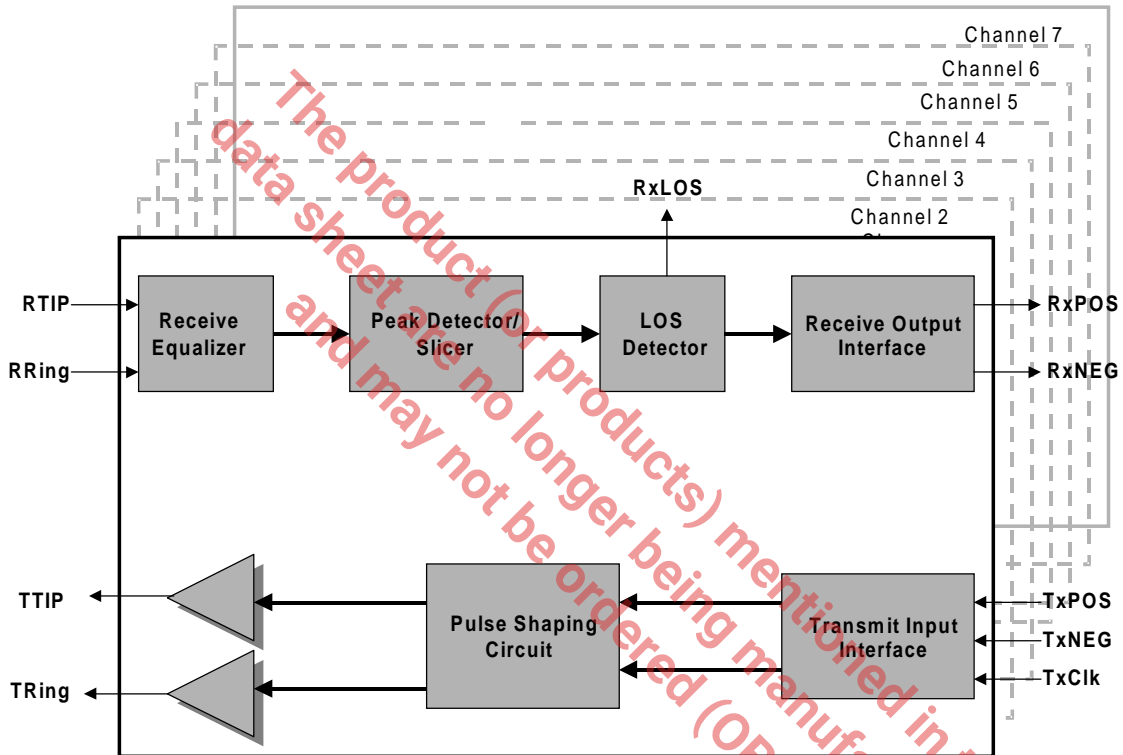 Channel 7
Channel 6
Channel 5
Channel 4
Channel 3
Channel 2
RxLOS
RTIP
RRing
Receive
Equalizer
Peak Detector/
Slicer
LOS
Detector
Receive Output
Interface
RxPOS
RxNEG
TTIP
TRing
Pulse Shaping
Circuit
Transmit Input
Interface
TxPOS
TxNEG
TxClk
The product (or products) mentioned in
data sheet are no longer being manufa
and may not be ordered (OB